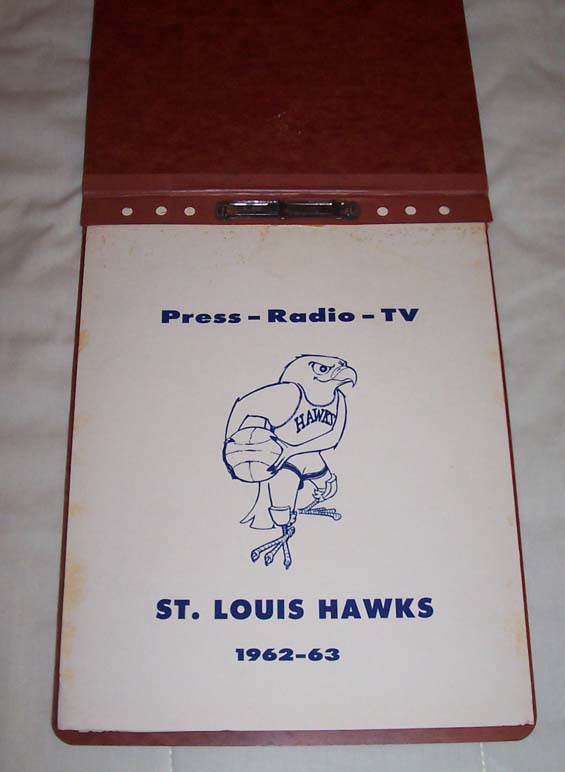 Press - Radio - TV
HAWKS
ST. LOUIS HAWKS
1962-63